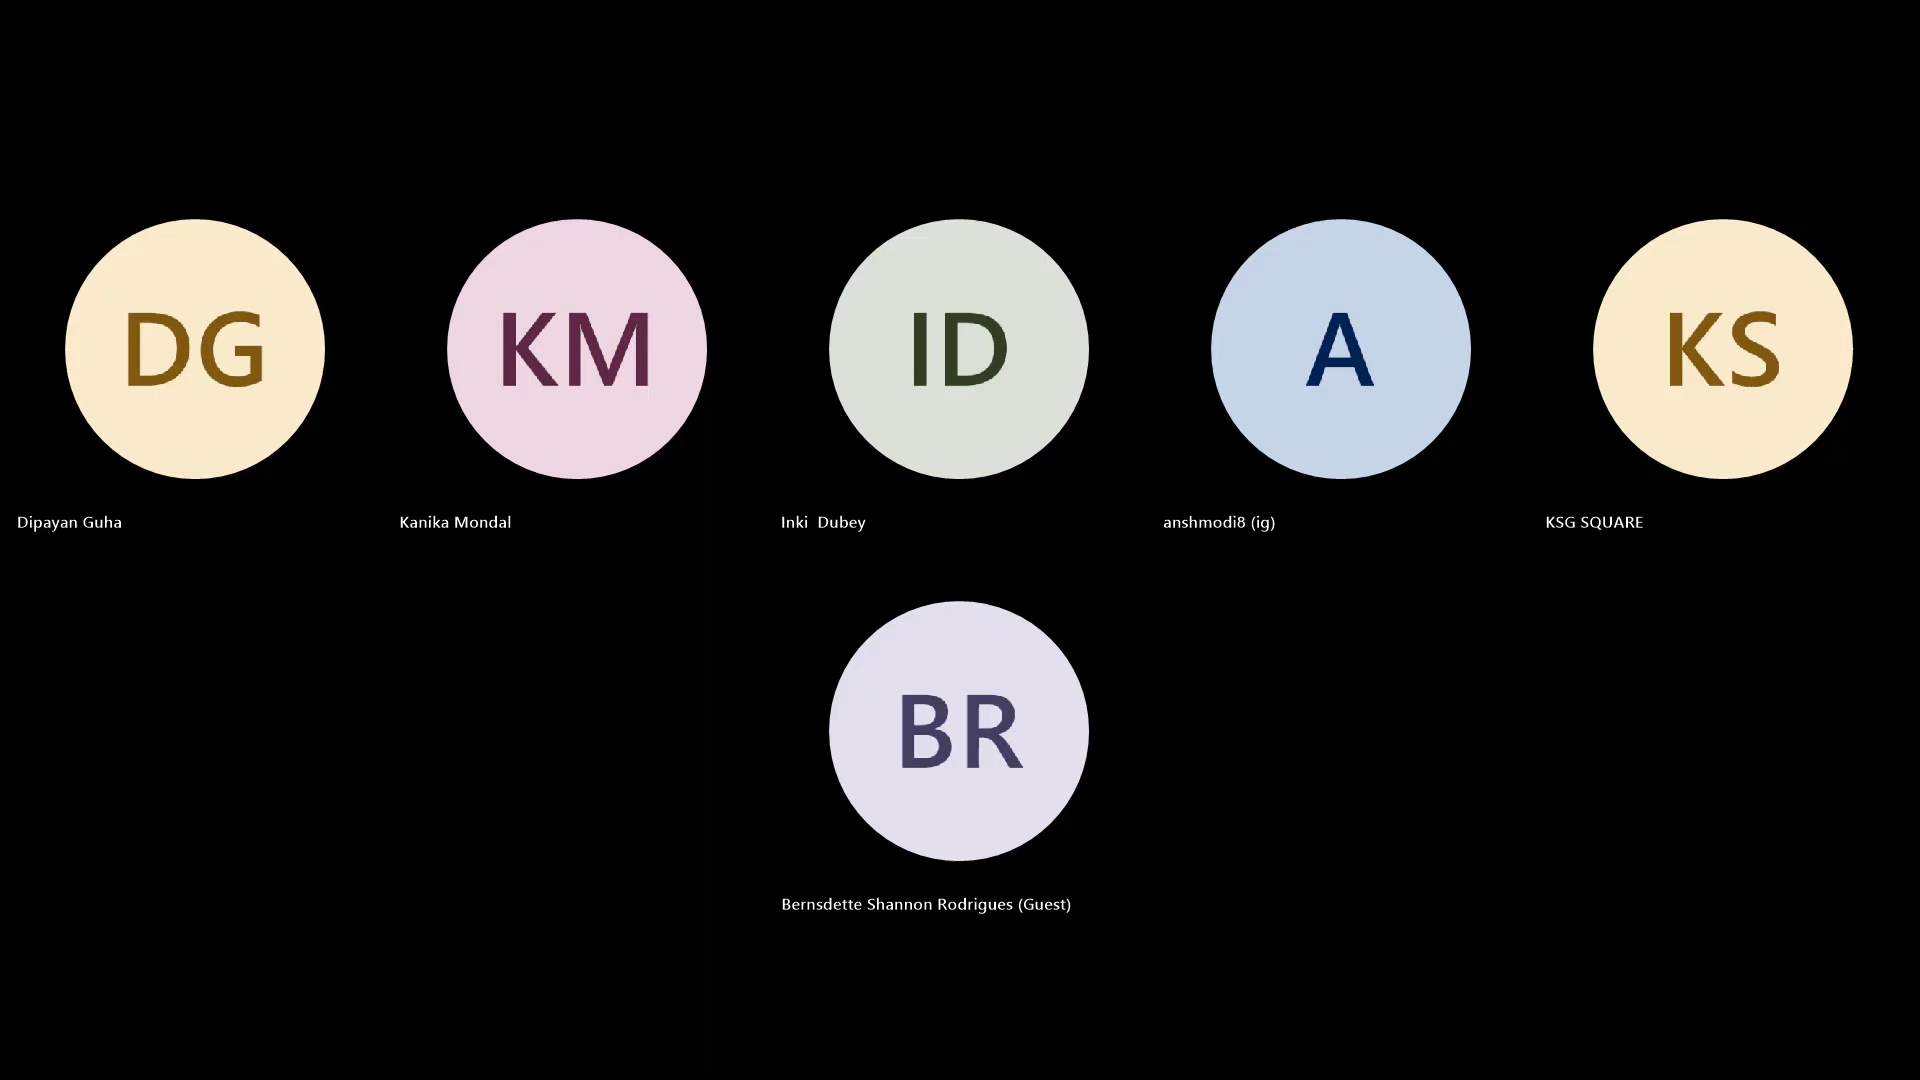 DG
KM
ID
A
KS
Dipayan Guha
Kanika Mondal
Inki  Dubey
anshmodi8 (ig)
KSG SQUARE
BR
Bernsdette Shannon Rodrigues (Guest)